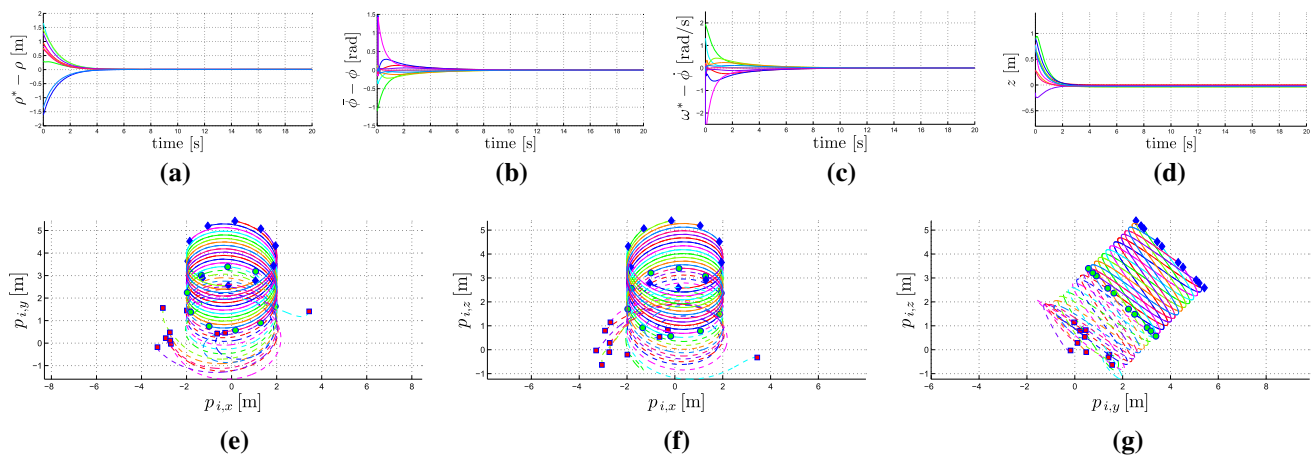 2
1.5
1
0.5
0
−0.5
−1
−1.5
−2
0 2 4 6 8 10 12 14 16 18 20
ρ* − ρ [m]
time [s]
(a)
1.5
1
0.5
0
−0.5
−1
−1.5
0 2 4 6 8 10 12 14 16 18 20
ϕ̄ − ϕ [rad]
time [s]
(b)
2
1
0
−1
−2
0 2 4 6 8 10 12 14 16 18 20
ω* − ϕ̇ [rad/s]
time [s]
(c)
1
0.5
0
−0.5
0 2 4 6 8 10 12 14 16 18 20
z [m]
time [s]
(d)
5
4
3
2
1
0
−1
−8 −6 −4 −2 0 2 4 6 8
p i,y [m]
p i,x [m]
(e)
5
4
3
2
1
0
−1
−6 −4 −2 0 2 4 6
p i,z [m]
p i,x [m]
(f)
5
4
3
2
1
0
−1
−6 −4 −2 0 2 4 6 8
p i,z [m]
p i,y [m]
(g)